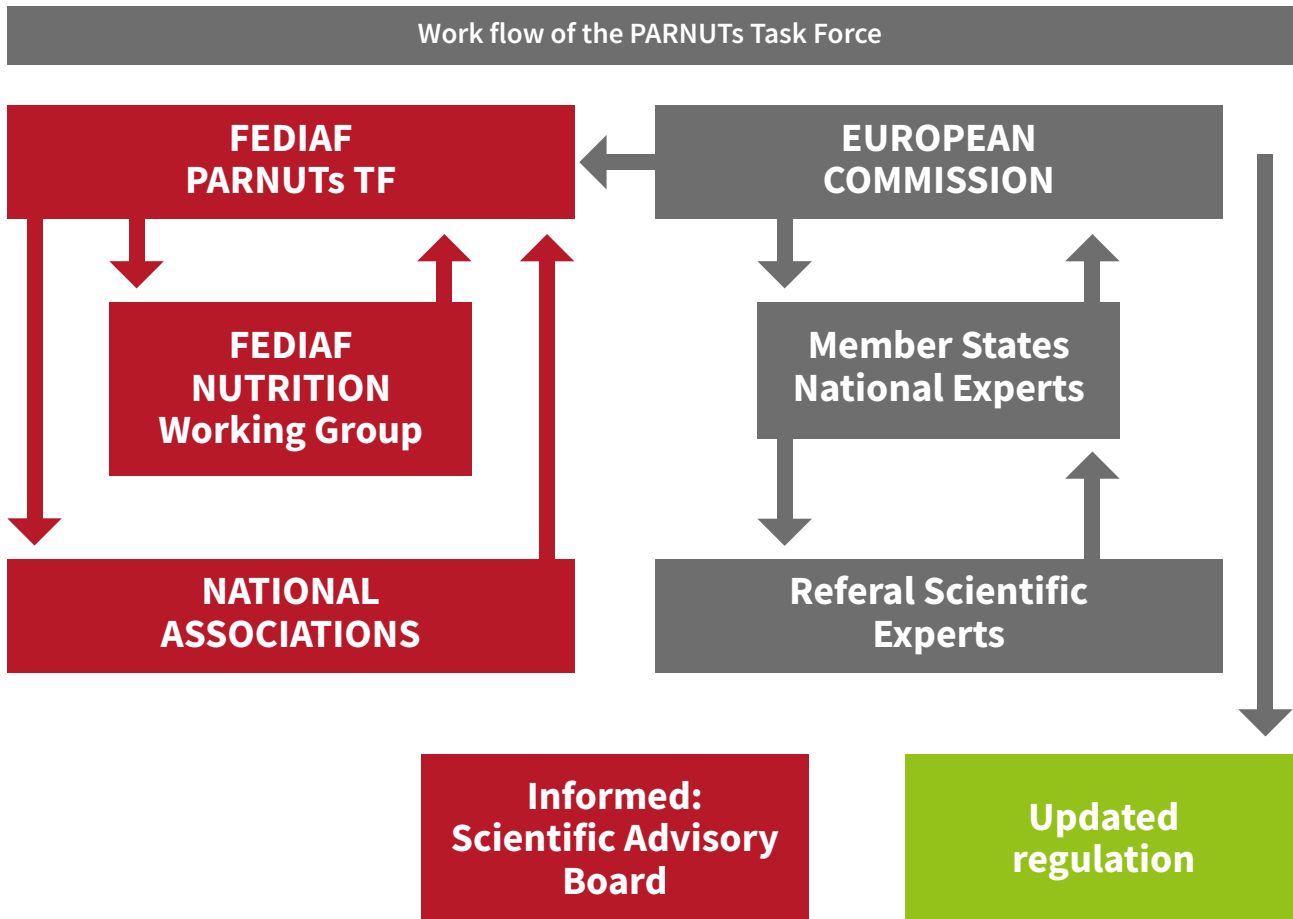 Work flow of the PARNUTs Task Force
FEDIAF
PARNUTs TF
EUROPEAN
COMMISSION
FEDIAF
NUTRITION
Working Group
Member States
National Experts
NATIONAL
ASSOCIATIONS
Referal Scientific
Experts
Informed:
Scientific Advisory
Board
Updated
regulation